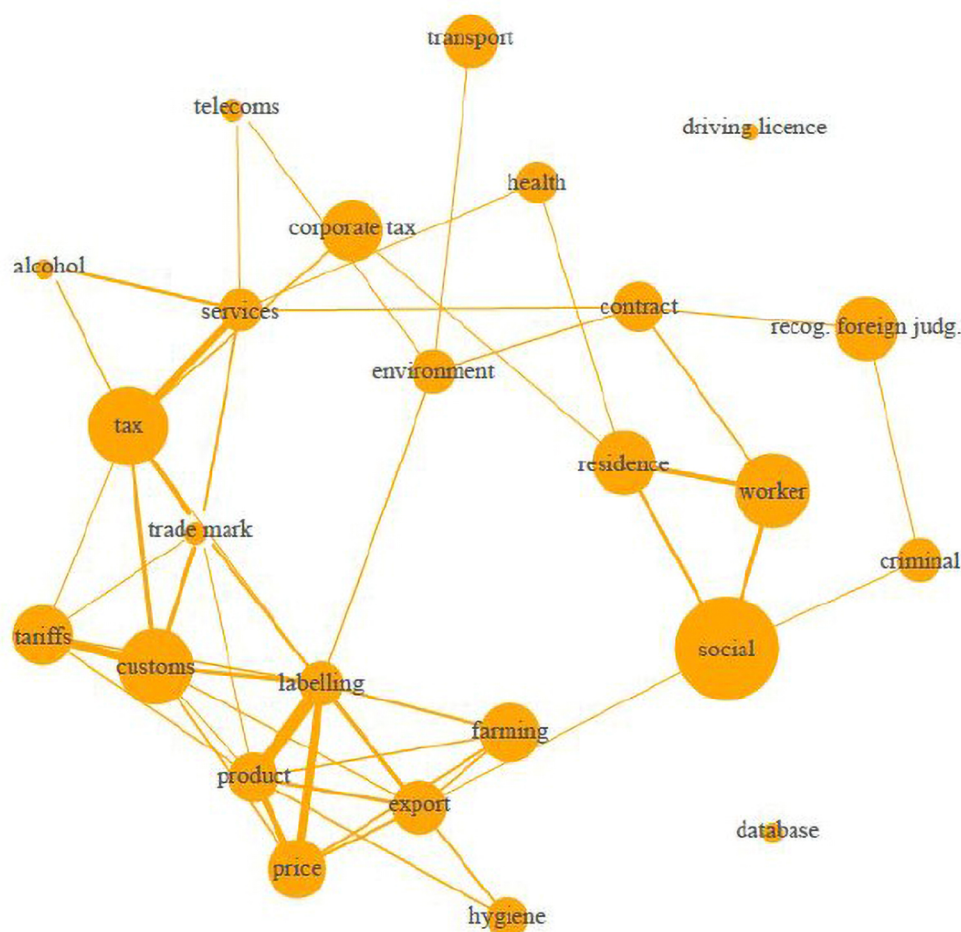 transport
telecoms
driving licence
health
corporate tax
alcohol
services
contract
recog. foreign judg.
environment
tax
residence
worker
trade mark
criminal
tariffs
customs
social
labelling
farming
product
export
database
price
hygiene